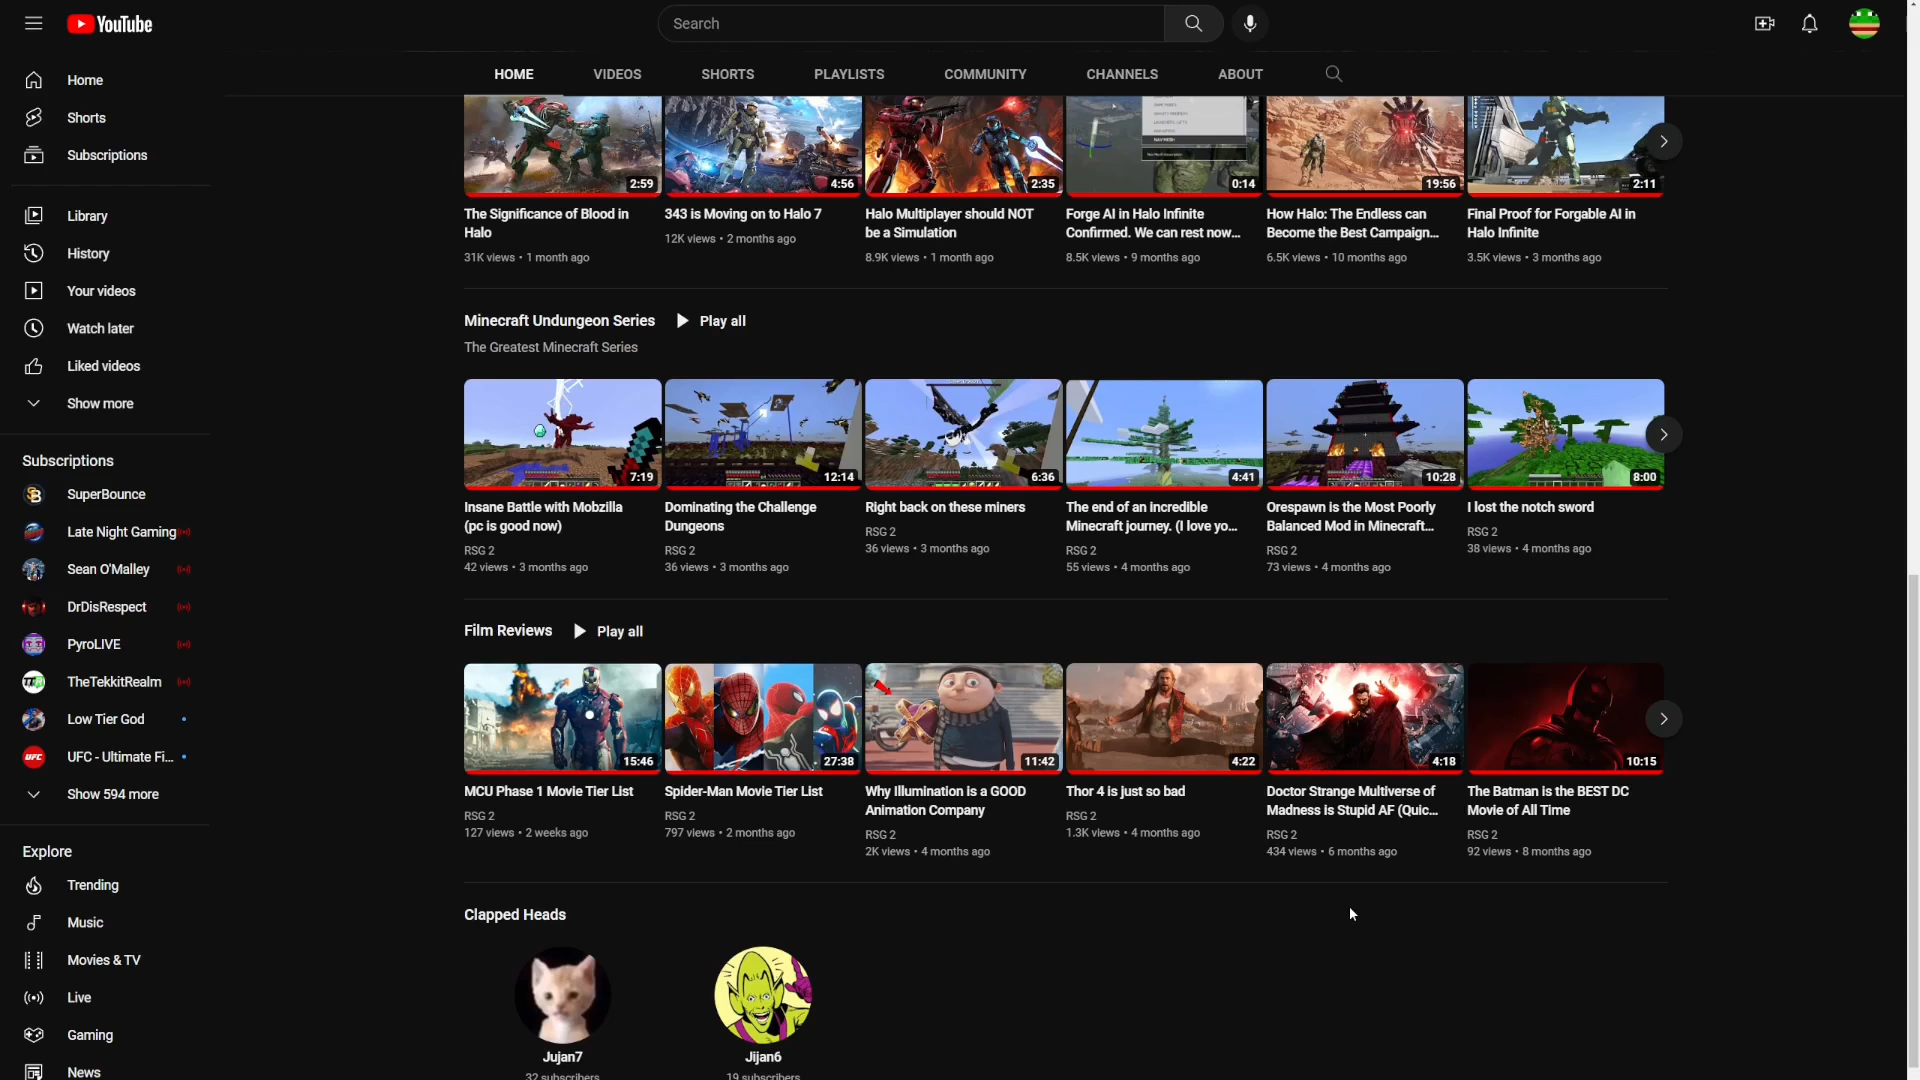 YouTube
Search
HOME
VIDEOS
SHORTS
PLAYLISTS
COMMUNITY
CHANNELS
ABOUT
Home
Shorts
Subscriptions
Library
History
Your videos
Watch later
Liked videos
Show more
Subscriptions
SuperBounce
Late Night Gaming
Sean O'Malley
DrDisRespect
PyroLIVE
TheTekkitRealm
Low Tier God
UFC - Ultimate Fi...
Show 594 more
Explore
Trending
Music
Movies & TV
Live
Gaming
News
2:59
The Significance of Blood in
Halo
31K views • 1 month ago
4:56
343 is Moving on to Halo 7
12K views • 2 months ago
2:35
Halo Multiplayer should NOT
be a Simulation
8.9K views • 1 month ago
0:14
Forge AI in Halo Infinite
Confirmed. We can rest now...
8.5K views • 9 months ago
19:56
How Halo: The Endless can
Become the Best Campaign...
6.5K views • 10 months ago
2:11
Final Proof for Forgable AI in
Halo Infinite
3.5K views • 3 months ago
Minecraft Undungeon Series
Play all
The Greatest Minecraft Series
7:19
Insane Battle with Mobzilla
(pc is good now)
RSG 2
42 views • 3 months ago
12:14
Dominating the Challenge
Dungeons
RSG 2
36 views • 3 months ago
6:36
Right back on these miners
RSG 2
36 views • 3 months ago
4:41
The end of an Incredible
Minecraft journey. (I love yo...
RSG 2
55 views • 4 months ago
10:28
Orespawn is the Most Poorly
Balanced Mod in Minecraft...
RSG 2
73 views • 4 months ago
8:00
I lost the notch sword
RSG 2
38 views • 4 months ago
Film Reviews
Play all
15:46
MCU Phase 1 Movie Tier List
RSG 2
127 views • 2 weeks ago
27:38
Spider-Man Movie Tier List
RSG 2
797 views • 2 months ago
11:42
Why Illumination is a GOOD
Animation Company
RSG 2
2K views • 4 months ago
4:22
Thor 4 is just so bad
RSG 2
1.3K views • 4 months ago
4:18
Doctor Strange Multiverse of
Madness is Stupid AF (Quic...
RSG 2
434 views • 6 months ago
10:15
The Batman is the BEST DC
Movie of All Time
RSG 2
92 views • 8 months ago
Clapped Heads
Jujan7
32 subscribers
Jijan6
19 subscribers